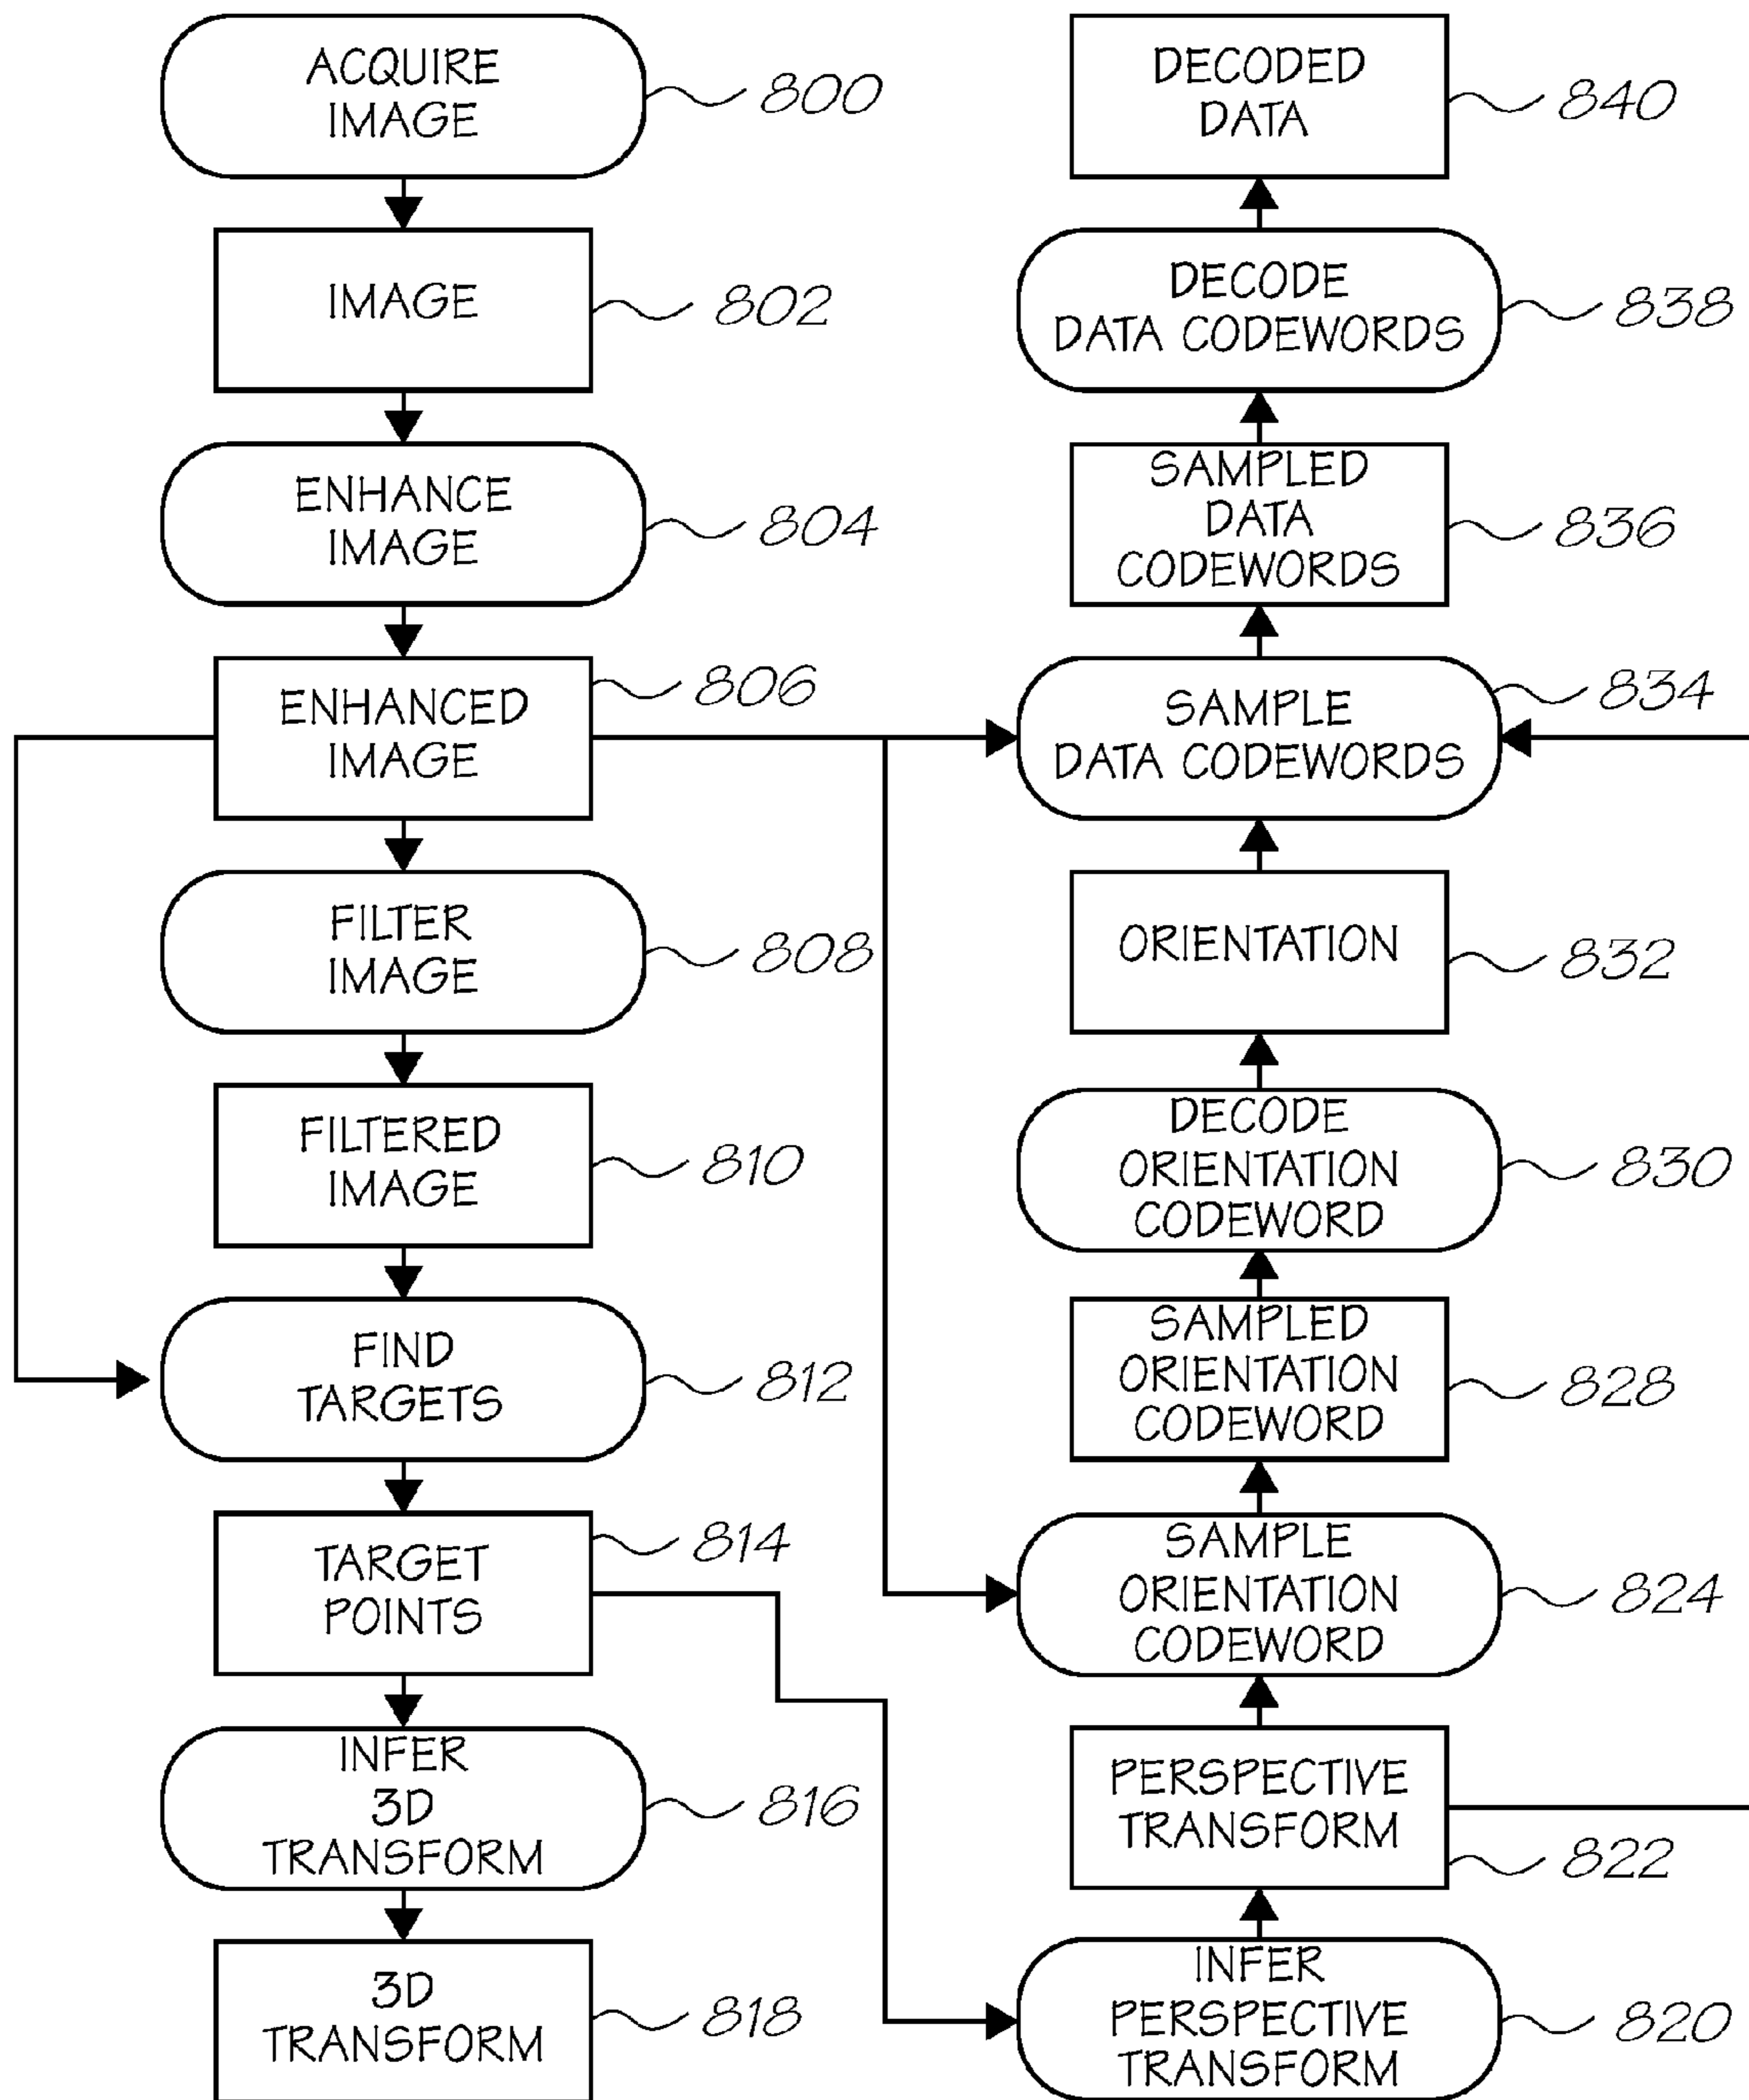 ACQUIRE
IMAGE
800
IMAGE
802
ENHANCE
IMAGE
804
ENHANCED
IMAGE
806
FILTER
IMAGE
808
FILTERED
IMAGE
810
FIND
TARGETS
812
TARGET
POINTS
814
INFER
3D
TRANSFORM
816
3D
TRANSFORM
818
DECODED
DATA
840
DECODE
DATA CODEWORDS
838
SAMPLED
DATA
CODEWORDS
836
SAMPLE
DATA CODEWORDS
834
ORIENTATION
832
DECODE
ORIENTATION
CODEWORD
830
SAMPLED
ORIENTATION
CODEWORD
828
SAMPLE
ORIENTATION
CODEWORD
824
PERSPECTIVE
TRANSFORM
822
INFER
PERSPECTIVE
TRANSFORM
820